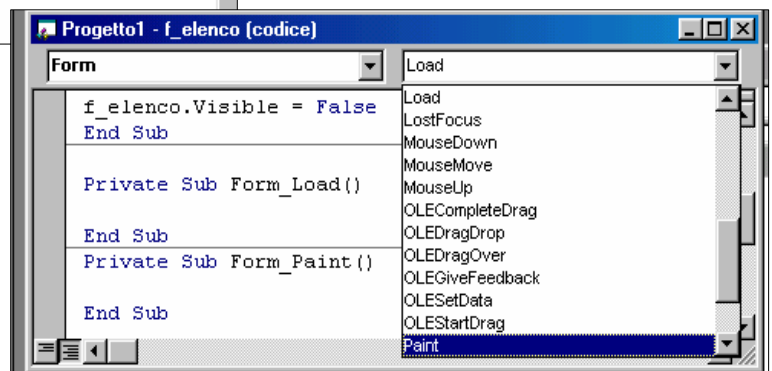 Progetto1 - f_elenco (codice)
Form
Load
f_elenco.Visible = False
End Sub
Private Sub Form_Load()
End Sub
Private Sub Form_Paint()
End Sub
Load
LostFocus
MouseDown
MouseMove
MouseUp
OLECompleteDrag
OLEDragDrop
OLEDragOver
OLEGiveFeedback
OLESetData
OLEStartDrag
Paint